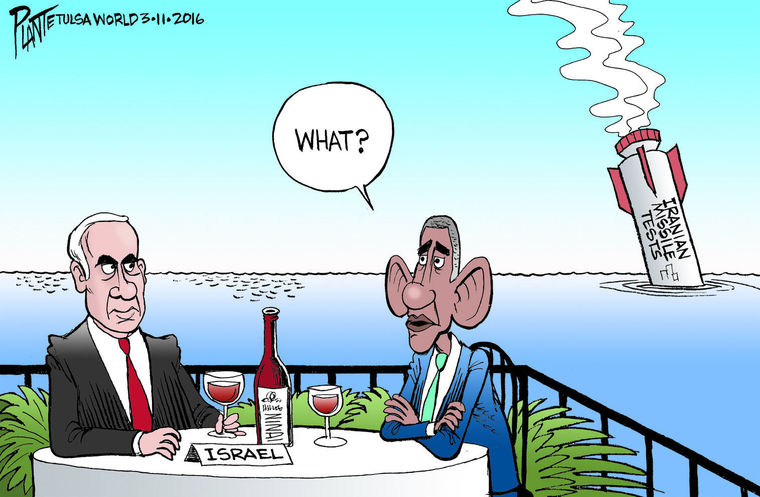 PLANTE TULSA WORLD 3-11-2016
WHAT?
IRANIAN
MISSILE
TESTS
ISRAEL